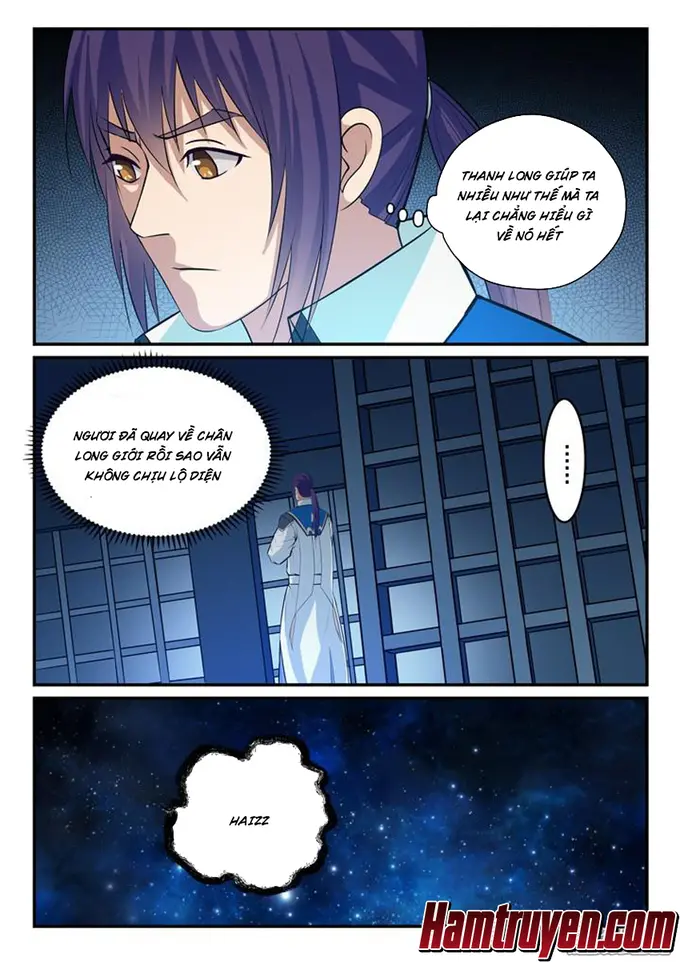 THANH LONG GIÚP TA
NHIỀU NHƯ THẾ MÀ TA
LẠI CHẲNG HIỂU GÌ
VỀ NÓ HẾT
NGƯƠI ĐÃ QUAY VỀ CHÂN
LONG GIỚI RỒI SAO VẪN
KHÔNG CHỊU LỘ DIỆN
.......
HAIZZ
Hamtruyen.com